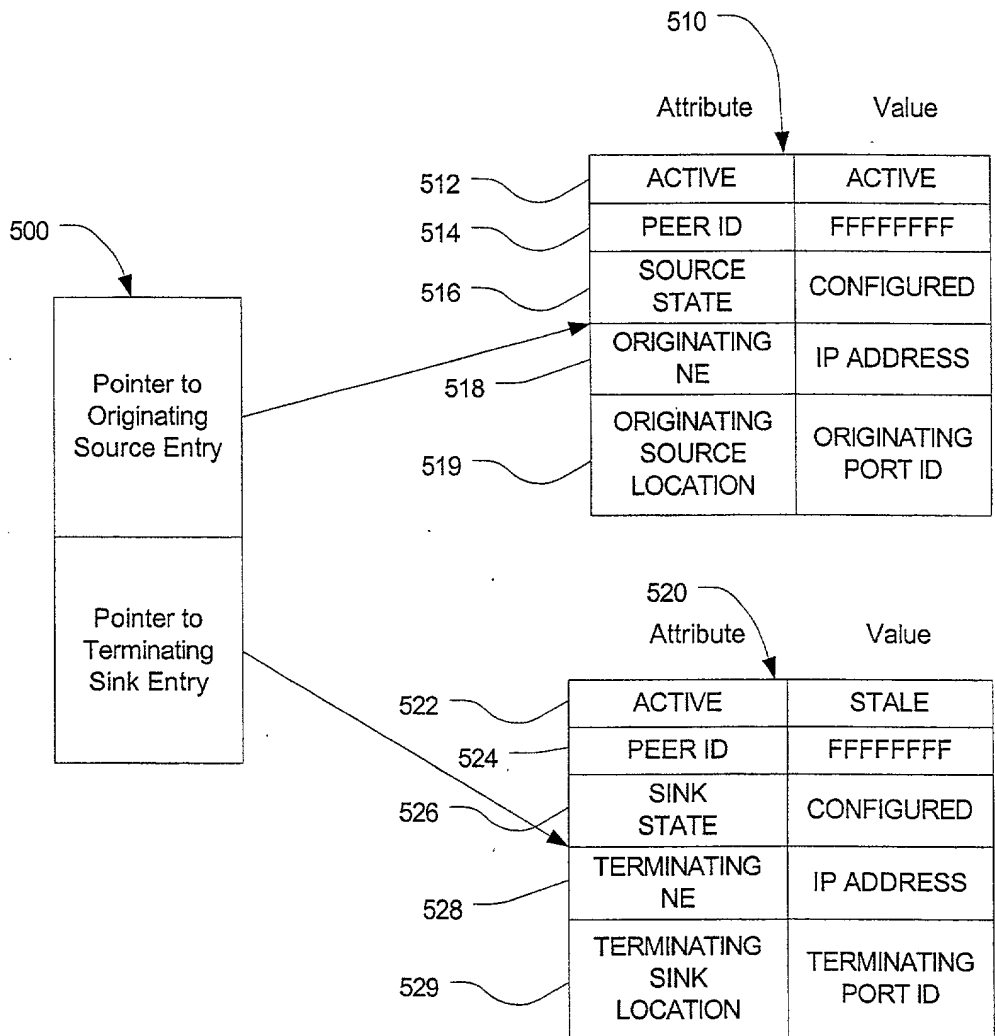 510
Attribute Value
512 ACTIVE ACTIVE
500
514 PEER ID FFFFFFFF
516 SOURCE
STATE CONFIGURED
518 ORIGINATING
NE IP ADDRESS
Pointer to
Originating
Source Entry
519 ORIGINATING
SOURCE
LOCATION
ORIGINATING
PORT ID
520
Attribute Value
Pointer to
Terminating
Sink Entry
522 ACTIVE STALE
524 PEER ID FFFFFFFF
526 SINK
STATE CONFIGURED
528 TERMINATING
NE IP ADDRESS
529 TERMINATING
SINK
LOCATION
TERMINATING
PORT ID